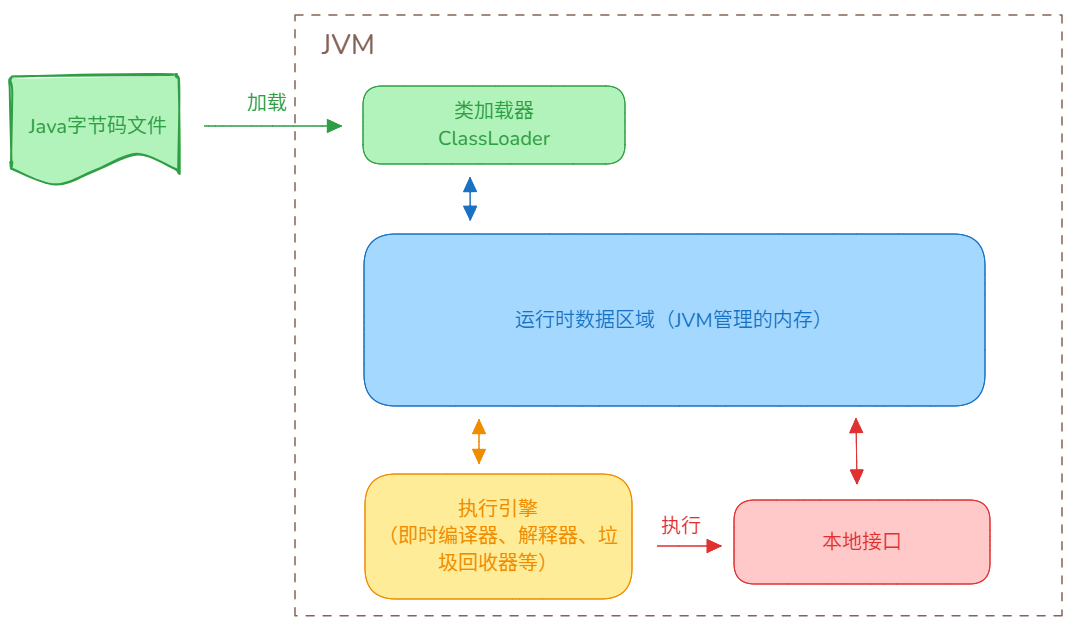 JVM
Java字节码文件
加载
类加载器
ClassLoader
运行时数据区域（JVM管理的内存）
执行引擎
（即时编译器、解释器、垃
圾回收器等）
执行
本地接口